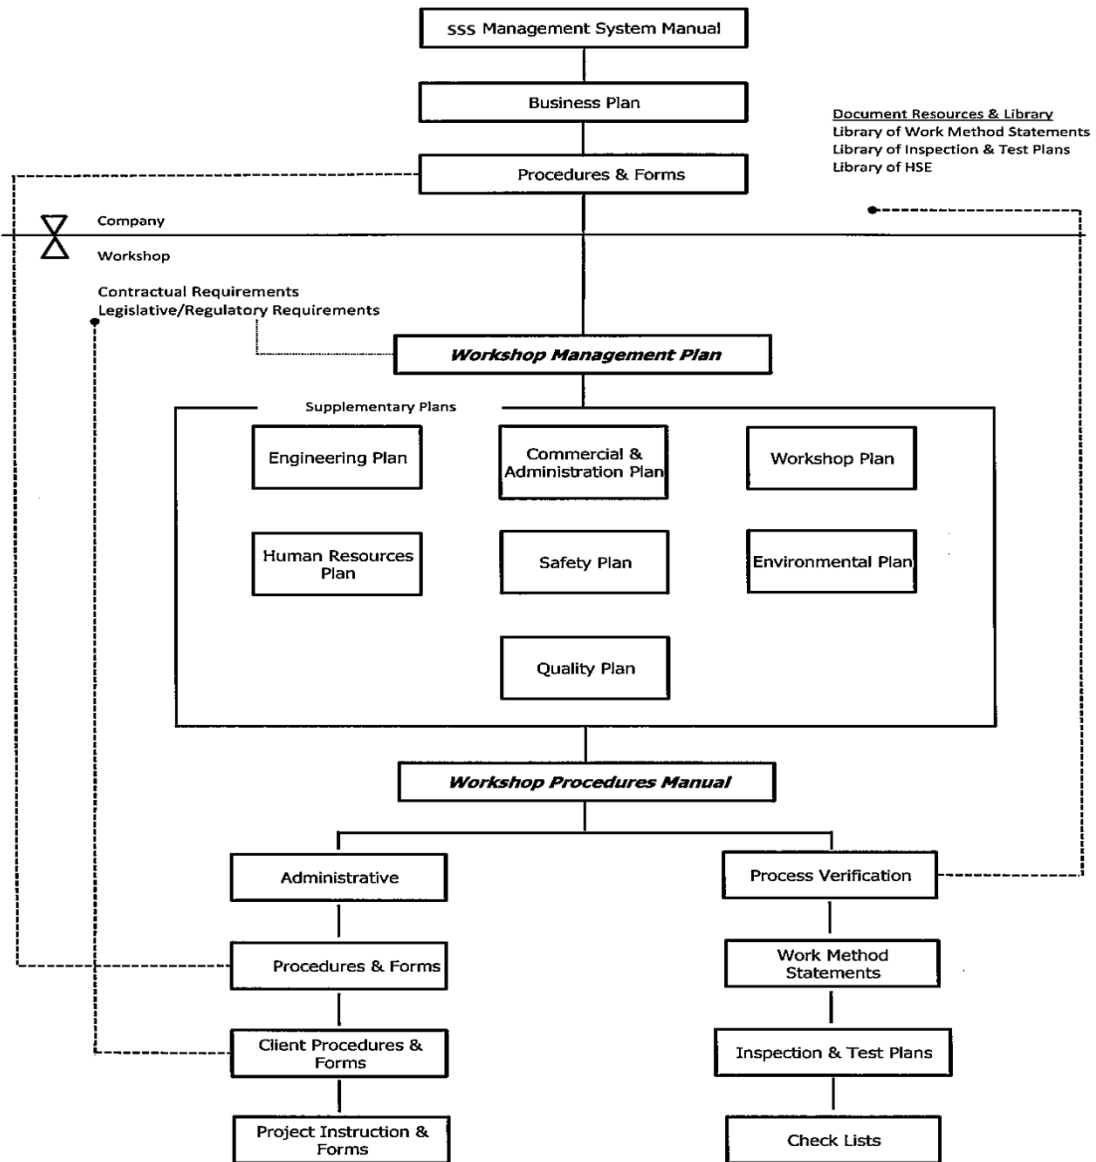 SSS Management System Manual
Business Plan
Document Resources & Library
Library of Work Method Statements
Library of Inspection & Test Plans
Library of HSE
Procedures & Forms
Company
Workshop
Contractual Requirements
Legislative/Regulatory Requirements
Workshop Management Plan
Supplementary Plans
Engineering Plan
Commercial &
Administration Plan
Workshop Plan
Human Resources
Plan
Safety Plan
Environmental Plan
Quality Plan
Workshop Procedures Manual
Administrative
Process Verification
Procedures & Forms
Work Method
Statements
Client Procedures &
Forms
Inspection & Test Plans
Project Instruction &
Forms
Check Lists